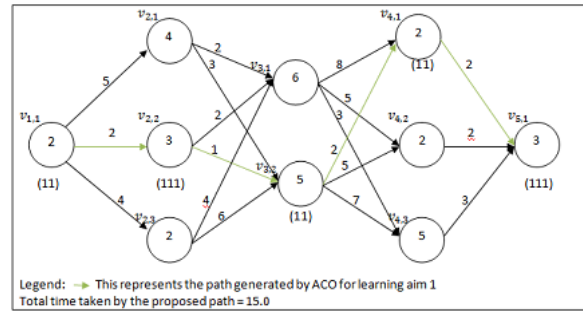 v2,1
4
v4,1
2
(11)
2
3
v3,1
8
2
5
6
5
v1,1
v2,2
2
3
v4,2
v5,1
2
2
3
1
2
2
3
(11)
(111)
v3,2
5
5
(111)
4
4
(11)
v2,3
6
7
v4,3
3
2
5
Legend: → This represents the path generated by ACO for learning aim 1
Total time taken by the proposed path = 15.0